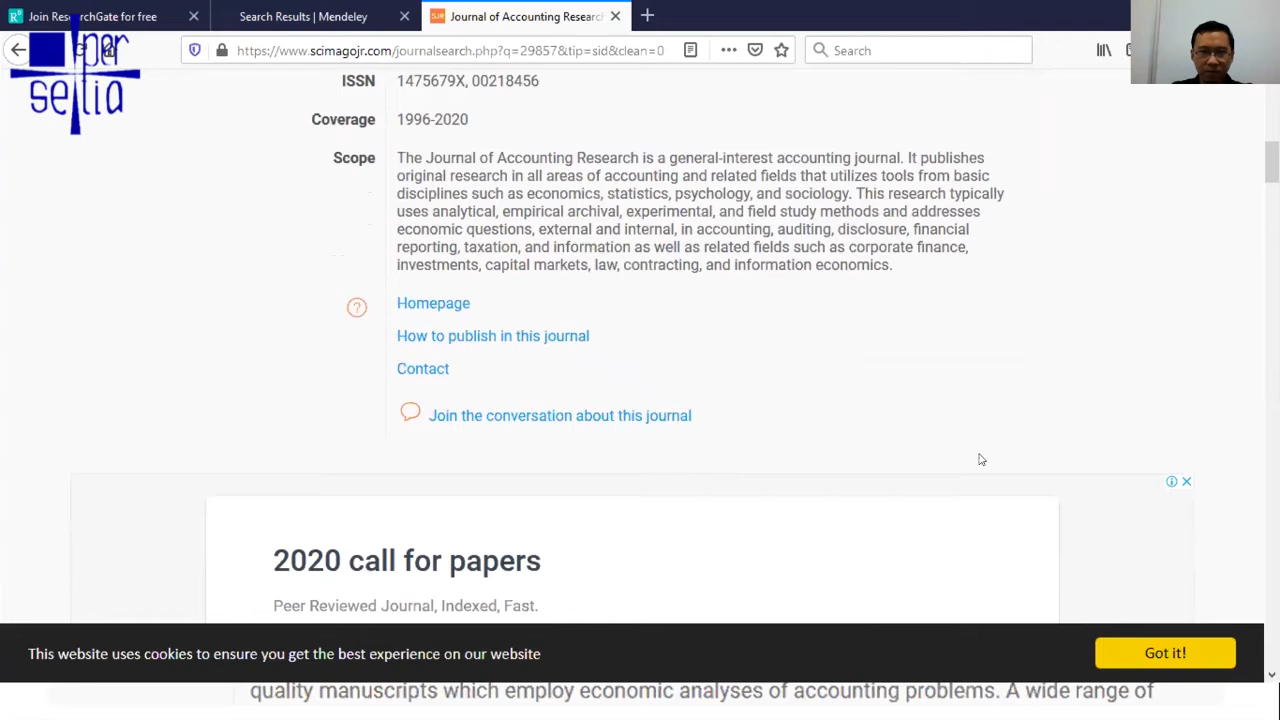 Join ResearchGate for free
Search Results | Mendeley
SJR
Journal of Accounting Research
https://www.scimagojr.com/journalsearch.php?q=29857&tip=sid&clean=0
Search
per
setia
ISSN
1475679X, 00218456
Coverage
1996-2020
Scope
The Journal of Accounting Research is a general-interest accounting journal. It publishes
original research in all areas of accounting and related fields that utilizes tools from basic
disciplines such as economics, statistics, psychology, and sociology. This research typically
uses analytical, empirical archival, experimental, and field study methods and addresses
economic questions, external and internal, in accounting, auditing, disclosure, financial
reporting, taxation, and information as well as related fields such as corporate finance,
investments, capital markets, law, contracting, and information economics.
?
Homepage
How to publish in this journal
Contact
Join the conversation about this journal
2020 call for papers
Peer Reviewed Journal, Indexed, Fast.
This website uses cookies to ensure you get the best experience on our website
Got it!
quality manuscripts which employ economic analyses of accounting problems. A wide range of